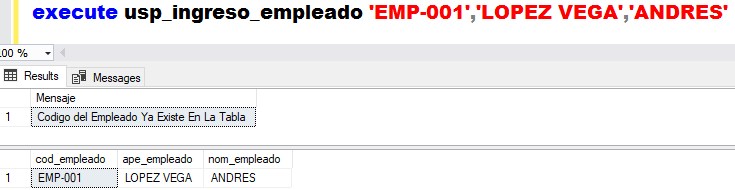 execute usp_ingreso_empleado 'EMP-001','LOPEZ VEGA','ANDRES'
.00 %
Results Messages
Mensaje
1 Codigo del Empleado Ya Existe En La Tabla
cod_empleado ape_empleado nom_empleado
1 EMP-001 LOPEZ VEGA ANDRES